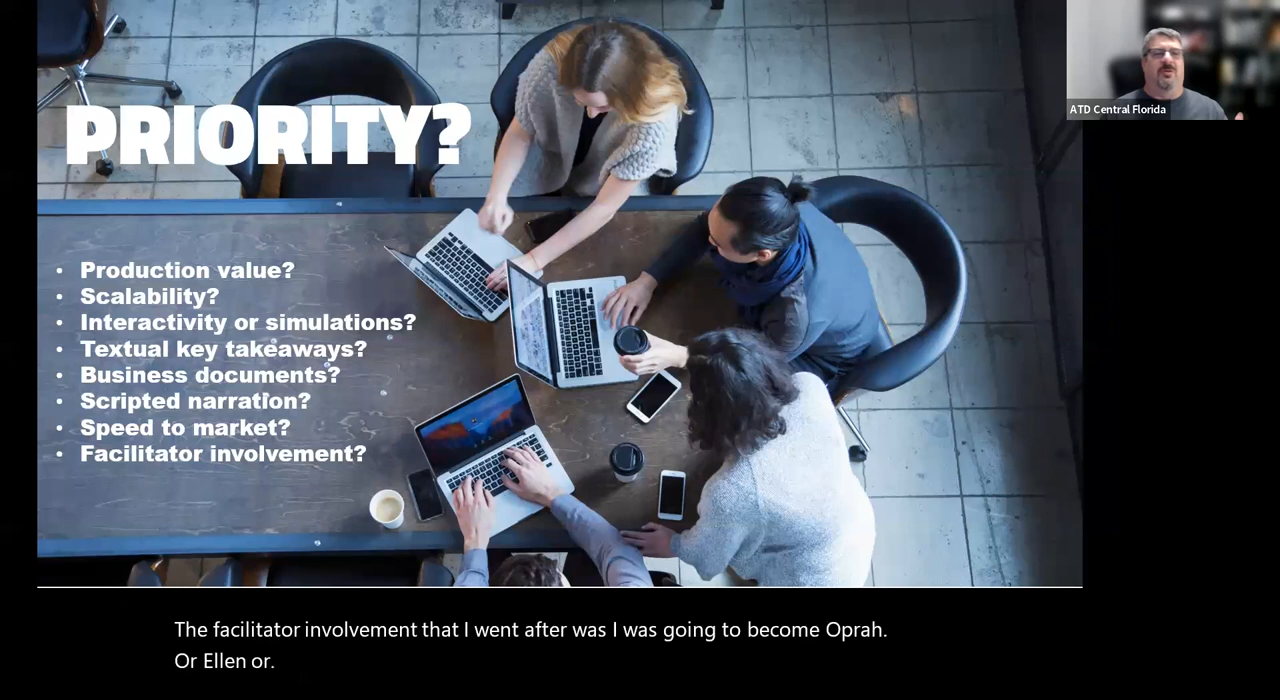 PRIORITY?
ATD Central Florida
• Production value?
• Scalability?
• Interactivity or simulations?
• Textual key takeaways?
• Business documents?
• Scripted narration?
• Speed to market?
• Facilitator involvement?
The facilitator involvement that I went after was I was going to become Oprah.
Or Ellen or.